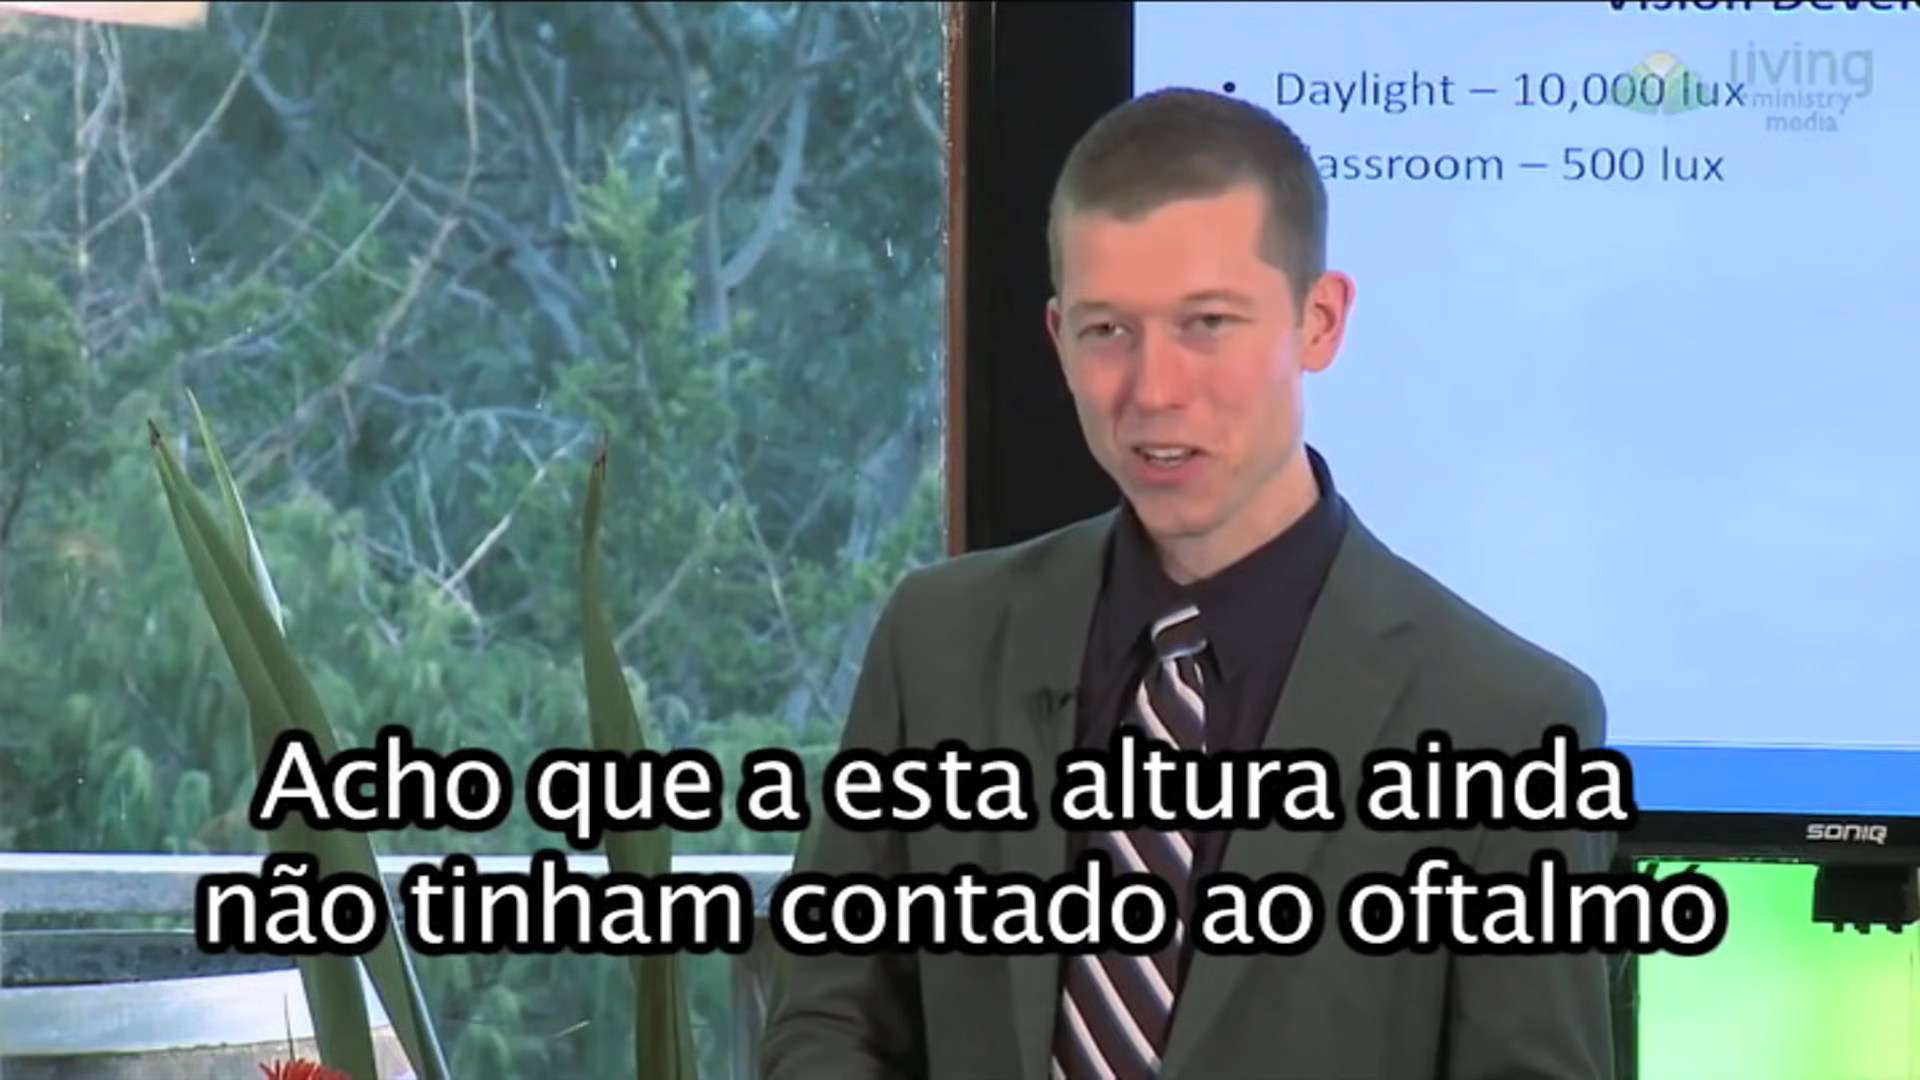 • Daylight – 10,000 lux
assroom – 500 lux
living
ministry
media
SONIQ
Acho que a esta altura ainda
não tinham contado ao oftalmo